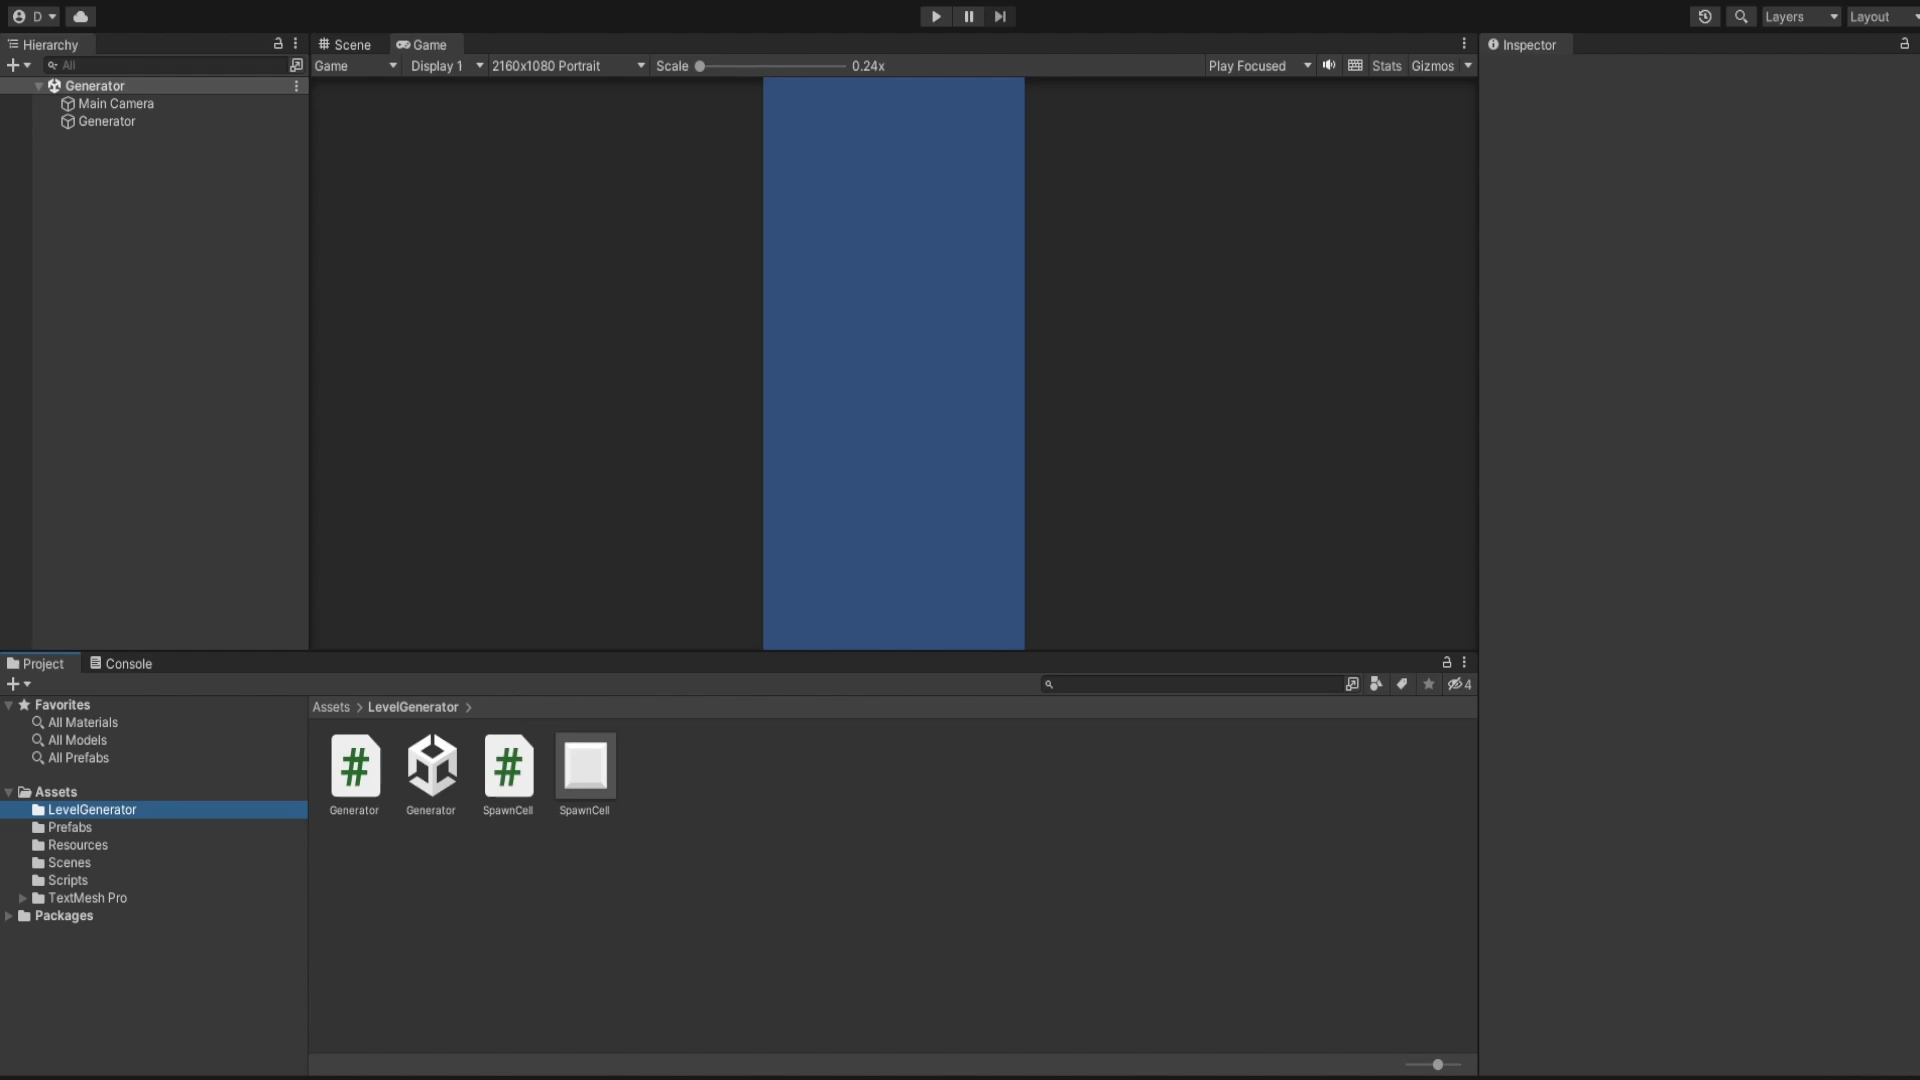 D
Layers
Layout
Hierarchy
Scene
Game
Inspector
All
Game
Display 1
2160x1080 Portrait
Scale
0.24x
Play Focused
Stats
Gizmos
Generator
Main Camera
Generator
Project
Console
4
Favorites
All Materials
All Models
All Prefabs
Assets
LevelGenerator
Prefabs
Resources
Scenes
Scripts
TextMesh Pro
Packages
Assets > LevelGenerator >
Generator
Generator
SpawnCell
SpawnCell